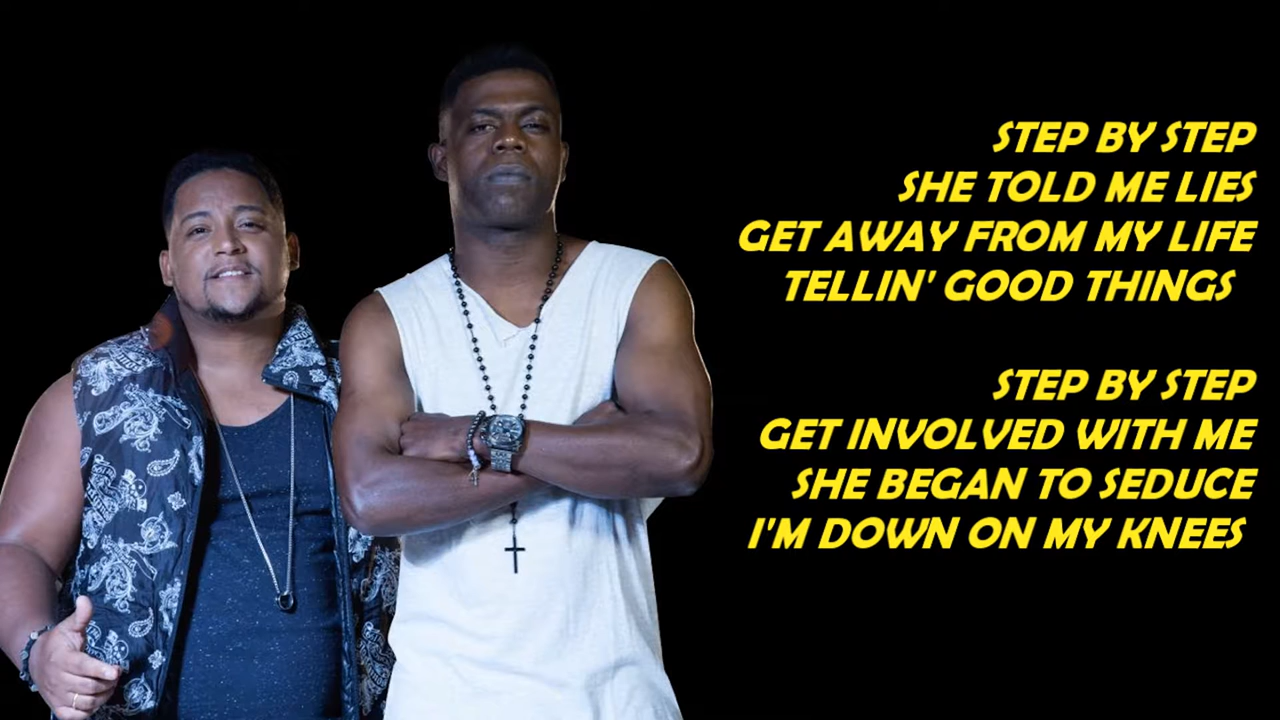 STEP BY STEP
SHE TOLD ME LIES
GET AWAY FROM MY LIFE
TELLIN' GOOD THINGS
STEP BY STEP
GET INVOLVED WITH ME
SHE BEGAN TO SEDUCE
I'M DOWN ON MY KNEES